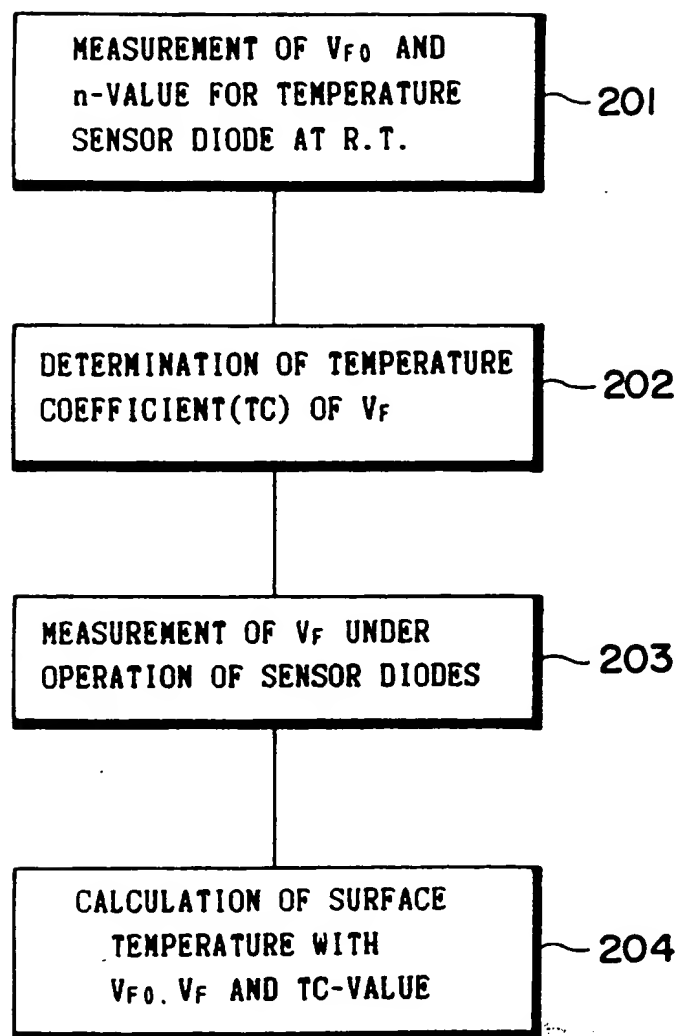 MEASUREMENT OF VF0 AND
n-VALUE FOR TEMPERATURE
SENSOR DIODE AT R.T.
201
DETERMINATION OF TEMPERATURE
COEFFICIENT(TC) OF VF
202
MEASUREMENT OF VF UNDER
OPERATION OF SENSOR DIODES
203
CALCULATION OF SURFACE
TEMPERATURE WITH
VF0. VF AND TC-VALUE
204